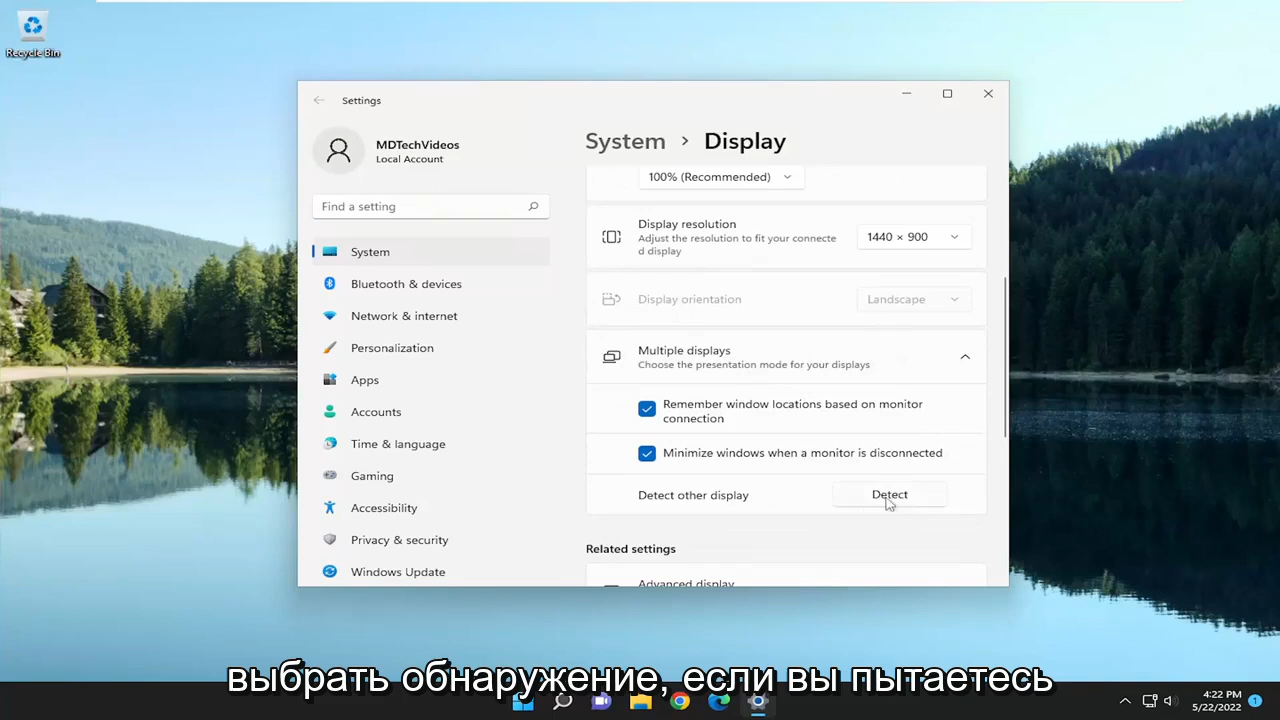 Recycle Bin
Settings
MDTechVideos
Local Account
Find a setting
System
Bluetooth & devices
Network & internet
Personalization
Apps
Accounts
Time & language
Gaming
Accessibility
Privacy & security
Windows Update
System › Display
100% (Recommended)
Display resolution
Adjust the resolution to fit your connecte
d display
1440 × 900
Display orientation
Landscape
Multiple displays
Choose the presentation mode for your displays
Remember window locations based on monitor
connection
Minimize windows when a monitor is disconnected
Detect other display
Detect
Related settings
Advanced display
выбрать обнаружение, если вы пытаетесь
4:22 PM
5/22/2022
1